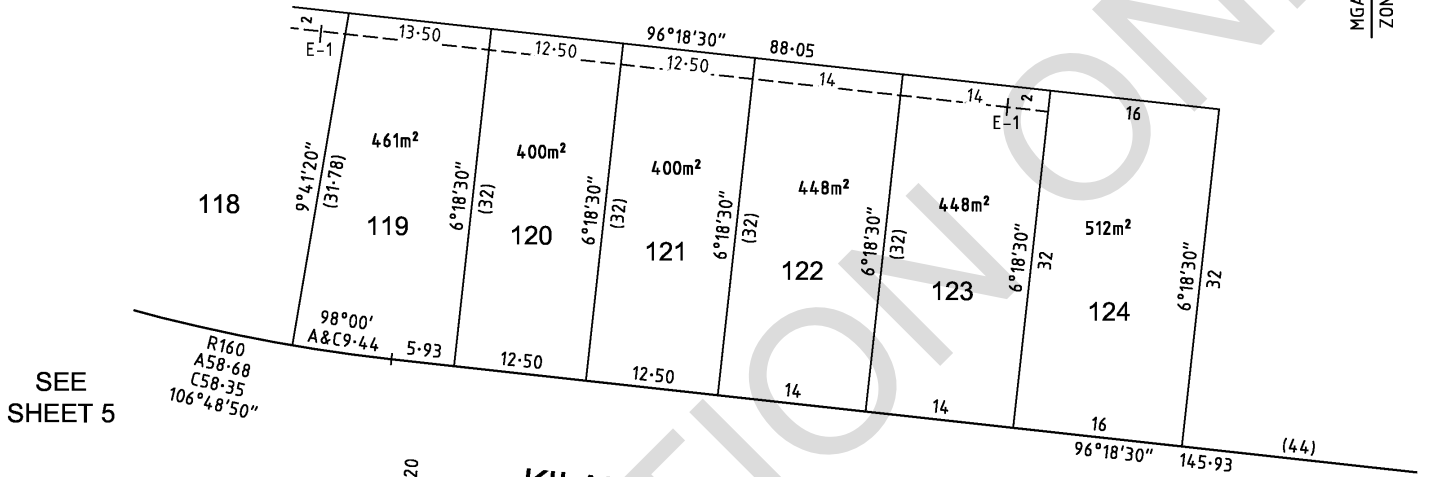 MGA
ZON
2
E-1
13·50
12·50
96°18'30" 88·05
12·50
14
14
2
E-1
16
118
9°41'20"
(31·78)
461m²
119
6°18'30"
(32)
400m²
120
6°18'30"
(32)
400m²
121
6°18'30"
(32)
448m²
122
6°18'30"
(32)
448m²
123
6°18'30"
32
512m²
124
6°18'30"
32
98°00'
A&C9·44
5·93
12·50
12·50
14
14
16
96°18'30" 145·93
(44)
R160
A58·68
C58·35
106°48'50"
SEE
SHEET 5
20